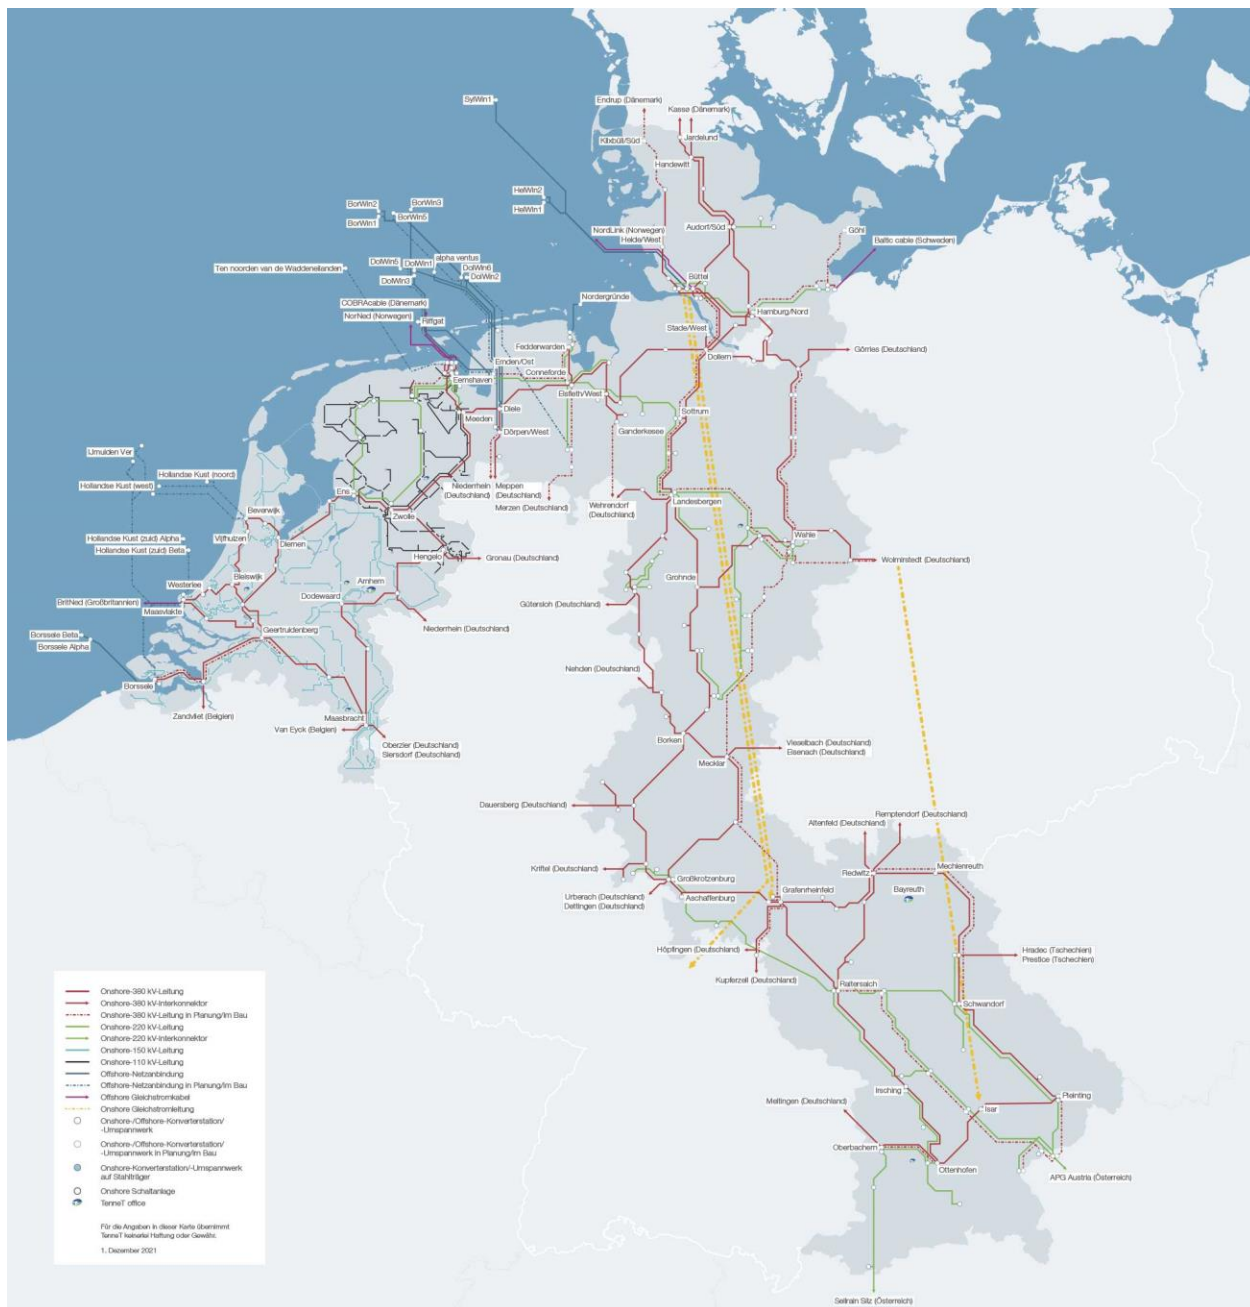 SylWin1
Endrup (Dänemark)
Kasse (Dänemark)
Jardelund
Klixbüll/Süd
Handewitt
HelWin2
HelWin1
BorWin2
BorWin3
BorWin1
BorWin5
NordLink (Norwegen)
Heide/West
Audorf/Süd
Göhl
Baltic cable (Schweden)
Ten noorden van de Waddeneilanden
DolWin5
DolWin1
alpha ventus
DolWin6
DolWin2
DolWin3
Büttel
Nordergründe
COBRAcable (Dänemark)
NorNed (Norwegen)
Riffgat
Hamburg/Nord
Stade/West
Fedderwarden
Dollern
Görries (Deutschland)
Emden/Ost
Conneforde
Eemshaven
Elsfleth/West
Meeden
Diele
Sottrum
Ganderkesee
Dörpen/West
IJmuiden Ver
Hollandse Kust (noord)
Hollandse Kust (west)
Niederrhein
(Deutschland)
Meppen
(Deutschland)
Merzen (Deutschland)
Wehrendorf
(Deutschland)
Landesbergen
Ens
Beverwijk
Zwolle
Vijfhuizen
Diemen
Hollandse Kust (zuid) Alpha
Hollandse Kust (zuid) Beta
Wahle
Hengelo
Gronau (Deutschland)
Wolmirstedt (Deutschland)
Bleiswijk
Westerlee
Arnhem
Grohnde
BritNed (Großbritannien)
Maasvlakte
Dodewaard
Gütersloh (Deutschland)
Niederrhein (Deutschland)
Geertruidenberg
Borssele Beta
Borssele Alpha
Nehden (Deutschland)
Borssele
Zandvliet (Belgien)
Maasbracht
Van Eyck (Belgien)
Oberzier (Deutschland)
Siersdorf (Deutschland)
Borken
Vieselbach (Deutschland)
Eisenach (Deutschland)
Mecklar
Dauersberg (Deutschland)
Remptendorf (Deutschland)
Altenfeld (Deutschland)
Kriftel (Deutschland)
Mechlenreuth
Redwitz
Großkrotzenburg
Urberach (Deutschland)
Dettingen (Deutschland)
Aschaffenburg
Grafenrheinfeld
Bayreuth
Höpfingen (Deutschland)
Hradec (Tschechien)
Prestice (Tschechien)
Kupferzell (Deutschland)
Raitersaich
Schwandorf
Irsching
Pleinting
Meitingen (Deutschland)
Isar
Oberbachern
Ottenhofen
APG Austria (Österreich)
Sellrain Silz (Österreich)
Onshore-380 kV-Leitung
Onshore-380 kV-Interkonnektor
Onshore-380 kV-Leitung in Planung/im Bau
Onshore-220 kV-Leitung
Onshore-220 kV-Interkonnektor
Onshore-150 kV-Leitung
Onshore-110 kV-Leitung
Offshore-Netzanbindung
Offshore-Netzanbindung in Planung/im Bau
Offshore Gleichstromkabel
Onshore Gleichstromleitung
Onshore-/Offshore-Konverterstation/
-Umspannwerk
Onshore-/Offshore-Konverterstation/
-Umspannwerk in Planung/im Bau
Onshore-Konverterstation/-Umspannwerk
auf Stahlträger
Onshore Schaltanlage
TenneT office
Für die Angaben in dieser Karte übernimmt
TenneT keinerlei Haftung oder Gewähr.
1. Dezember 2021